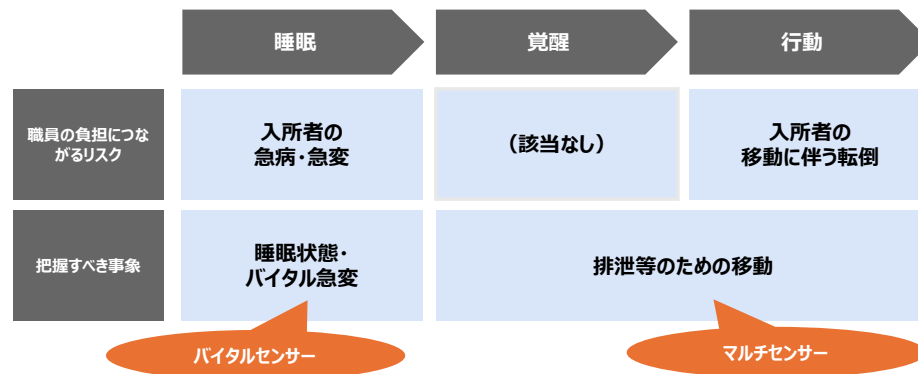 睡眠
覚醒
行動
職員の負担につな
がるリスク
入所者の
急病・急変
（該当なし）
入所者の
移動に伴う転倒
把握すべき事象
睡眠状態・
バイタル急変
排泄等のための移動
バイタルセンサー
マルチセンサー